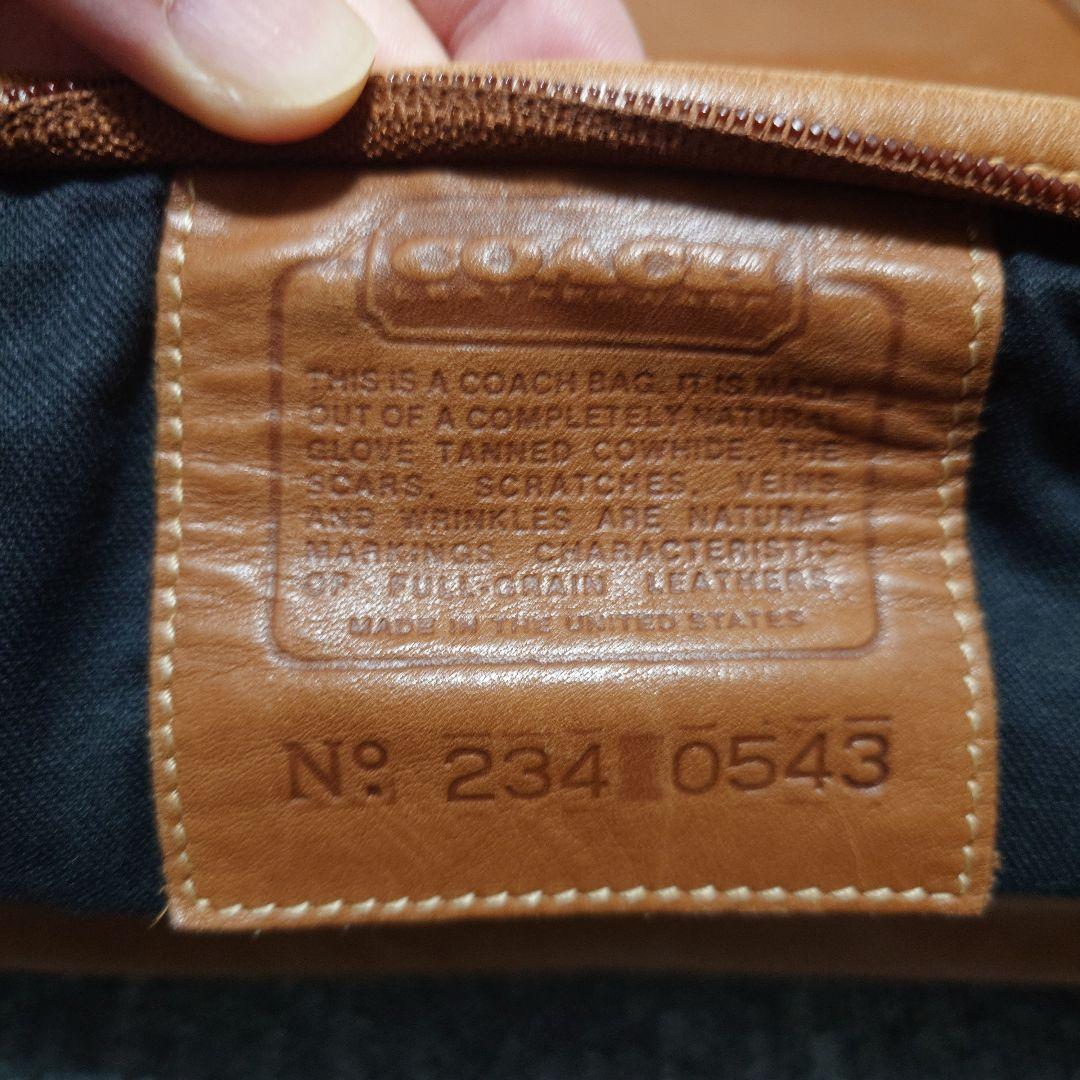 COACH
LEATHERWARE
THIS IS A COACH BAG. IT IS MADE
OUT OF A COMPLETELY NATURAL
GLOVE TANNED COWHIDE. THE
SCARS, SCRATCHES, VEINS
AND WRINKLES ARE NATURAL
MARKINGS CHARACTERISTIC
OF FULL-GRAIN LEATHERS.
MADE IN THE UNITED STATES
No. 234 0543